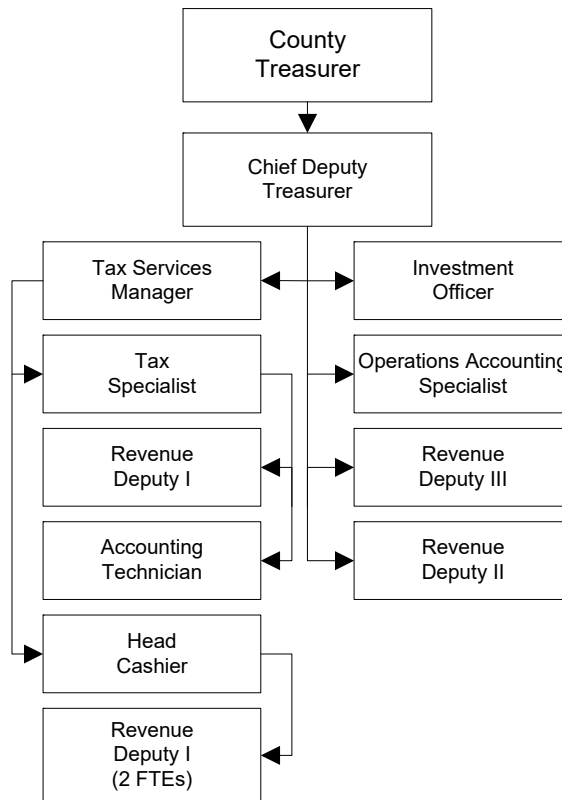 County
Treasurer
Chief Deputy
Treasurer
Tax Services
Manager
Investment
Officer
Tax
Specialist
Operations Accounting
Specialist
Revenue
Deputy I
Revenue
Deputy III
Accounting
Technician
Revenue
Deputy II
Head
Cashier
Revenue
Deputy I
(2 FTEs)